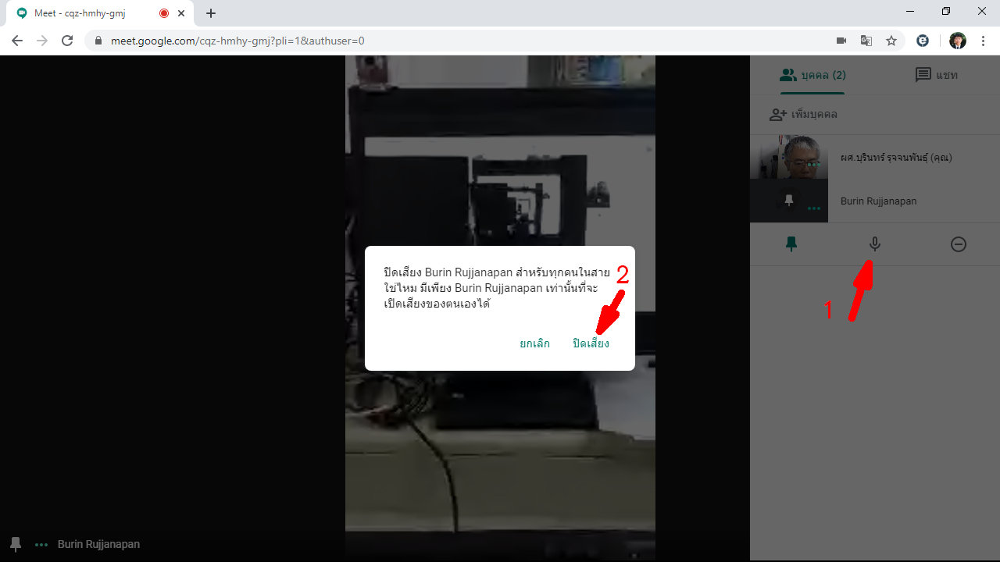 Meet - cqz-hmhy-gmj
meet.google.com/cqz-hmhy-gmj?pli=1&authuser=0
บุคคล (2)
แชท
เพิ่มบุคคล
ผศ.บุรินทร์ รุจจนพันธุ์ (คุณ)
Burin Rujjanapan
ปิดเสียง Burin Rujjanapan สำหรับทุกคนในสาย
ใช่ไหม มีเพียง Burin Rujjanapan เท่านั้นที่จะ
เปิดเสียงของตนเองได้
2
ยกเลิก
ปิดเสียง
1
Burin Rujjanapan